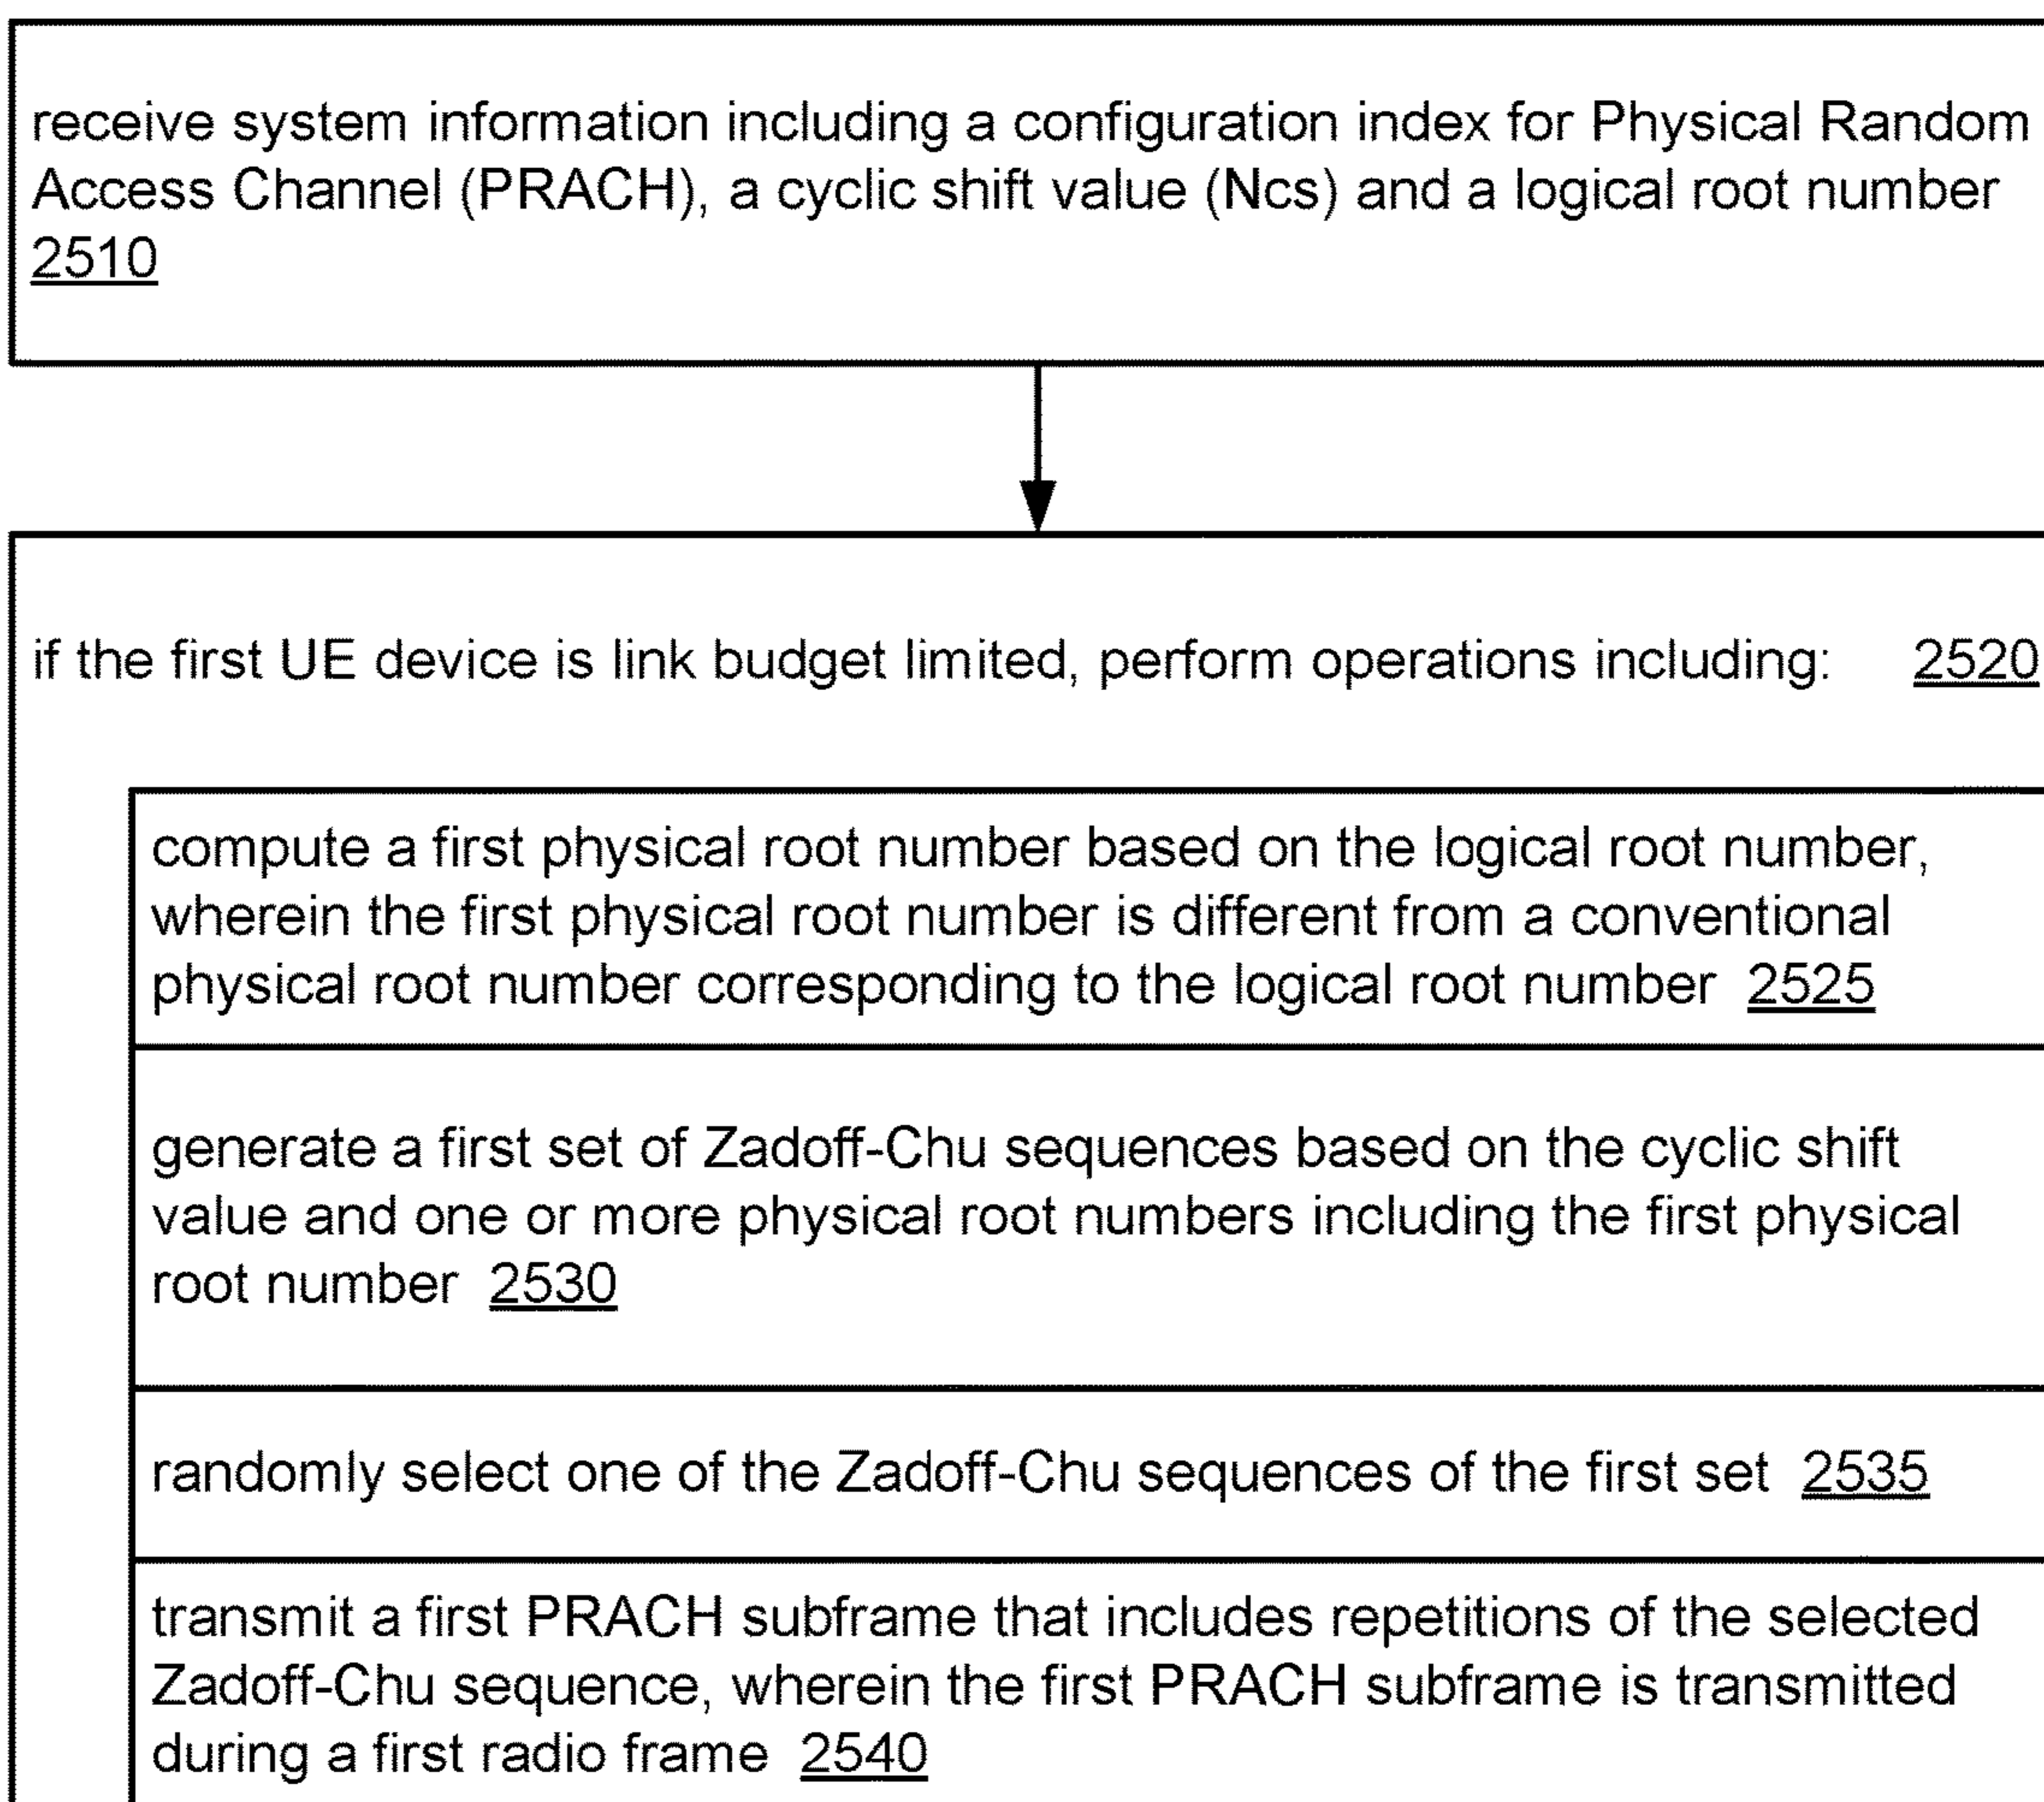 receive system information including a configuration index for Physical Random
Access Channel (PRACH), a cyclic shift value (Ncs) and a logical root number
2510
if the first UE device is link budget limited, perform operations including: 2520
compute a first physical root number based on the logical root number,
wherein the first physical root number is different from a conventional
physical root number corresponding to the logical root number 2525
generate a first set of Zadoff-Chu sequences based on the cyclic shift
value and one or more physical root numbers including the first physical
root number 2530
randomly select one of the Zadoff-Chu sequences of the first set 2535
transmit a first PRACH subframe that includes repetitions of the selected
Zadoff-Chu sequence, wherein the first PRACH subframe is transmitted
during a first radio frame 2540